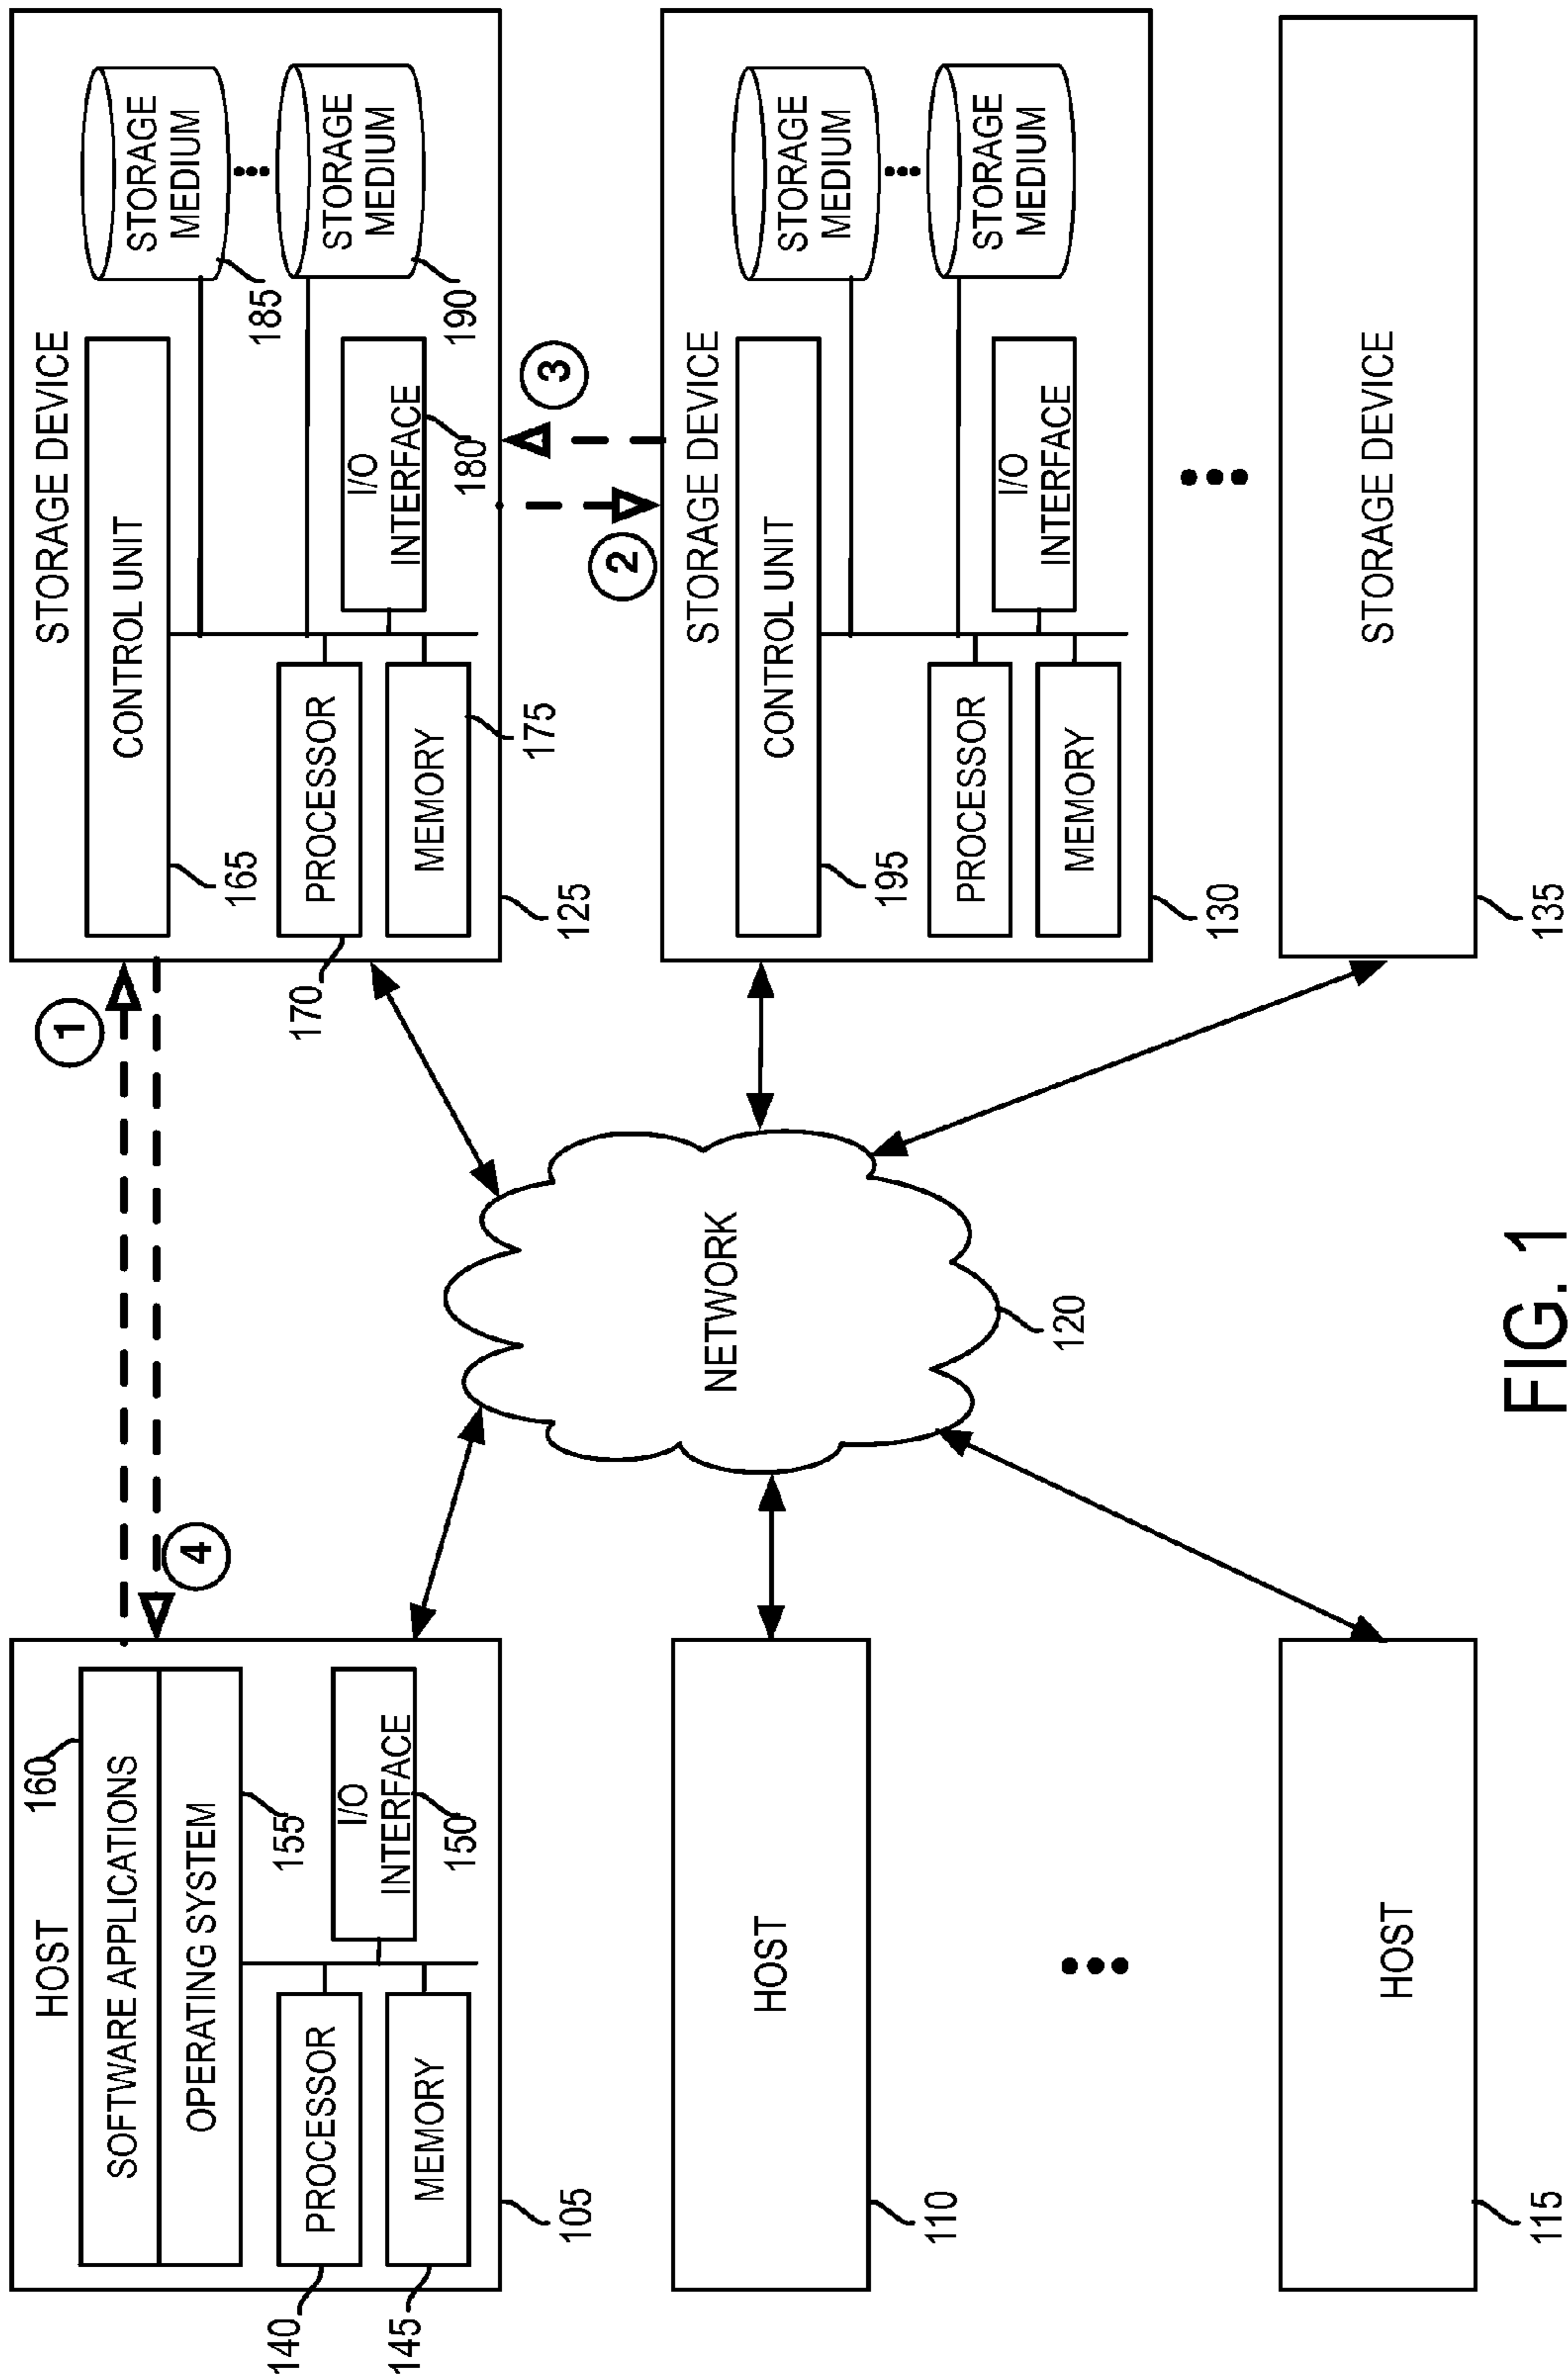 HOST
160
SOFTWARE APPLICATIONS
OPERATING SYSTEM
155
140
PROCESSOR
I/O
INTERFACE
150
145
MEMORY
105
HOST
110
HOST
115
1
4
NETWORK
120
STORAGE DEVICE
CONTROL UNIT
165
STORAGE
MEDIUM
185
170
PROCESSOR
I/O
INTERFACE
180
STORAGE
MEDIUM
190
MEMORY
175
125
2
3
STORAGE DEVICE
CONTROL UNIT
195
STORAGE
MEDIUM
PROCESSOR
I/O
INTERFACE
STORAGE
MEDIUM
MEMORY
130
STORAGE DEVICE
135
FIG. 1